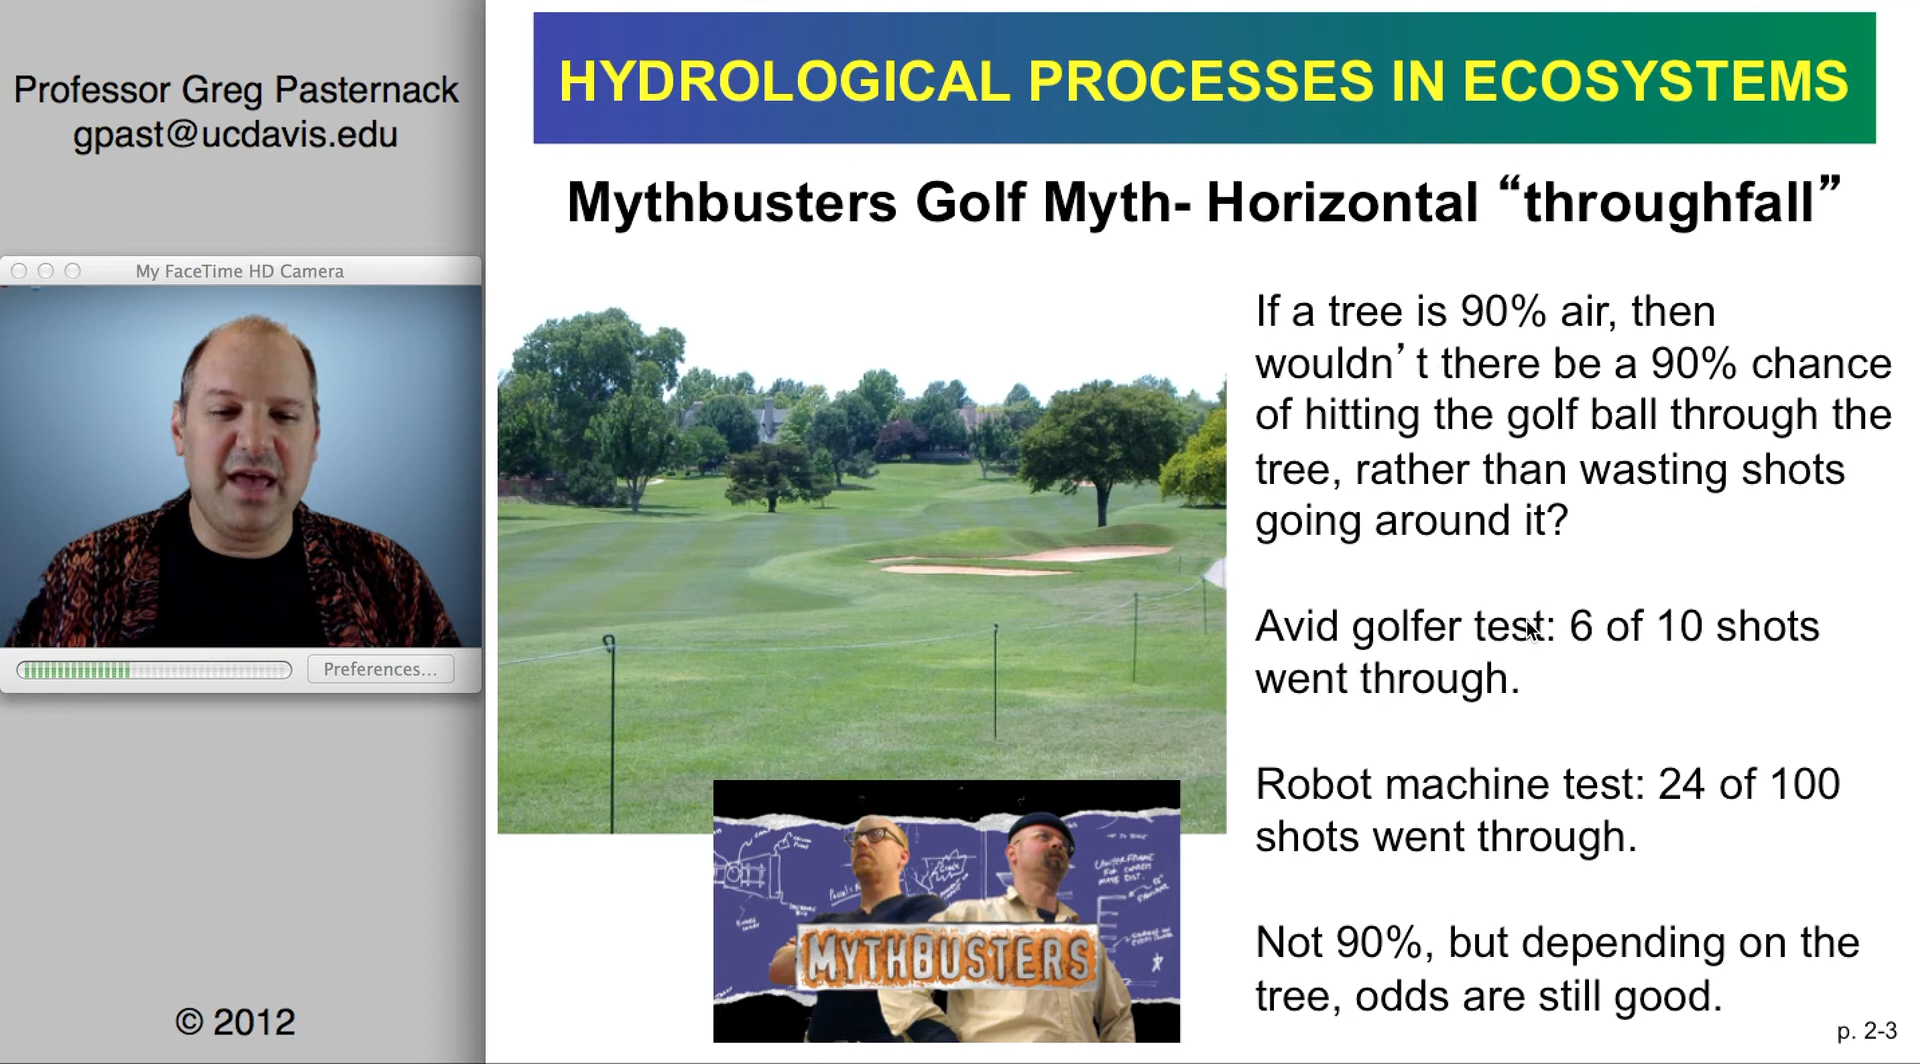 Professor Greg Pasternack
gpast@ucdavis.edu
My FaceTime HD Camera
Preferences...
© 2012
HYDROLOGICAL PROCESSES IN ECOSYSTEMS
Mythbusters Golf Myth- Horizontal “throughfall”
If a tree is 90% air, then
wouldn’ t there be a 90% chance
of hitting the golf ball through the
tree, rather than wasting shots
going around it?
Avid golfer test: 6 of 10 shots
went through.
Robot machine test: 24 of 100
shots went through.
Not 90%, but depending on the
tree, odds are still good.
MYTHBUSTERS
p. 2-3